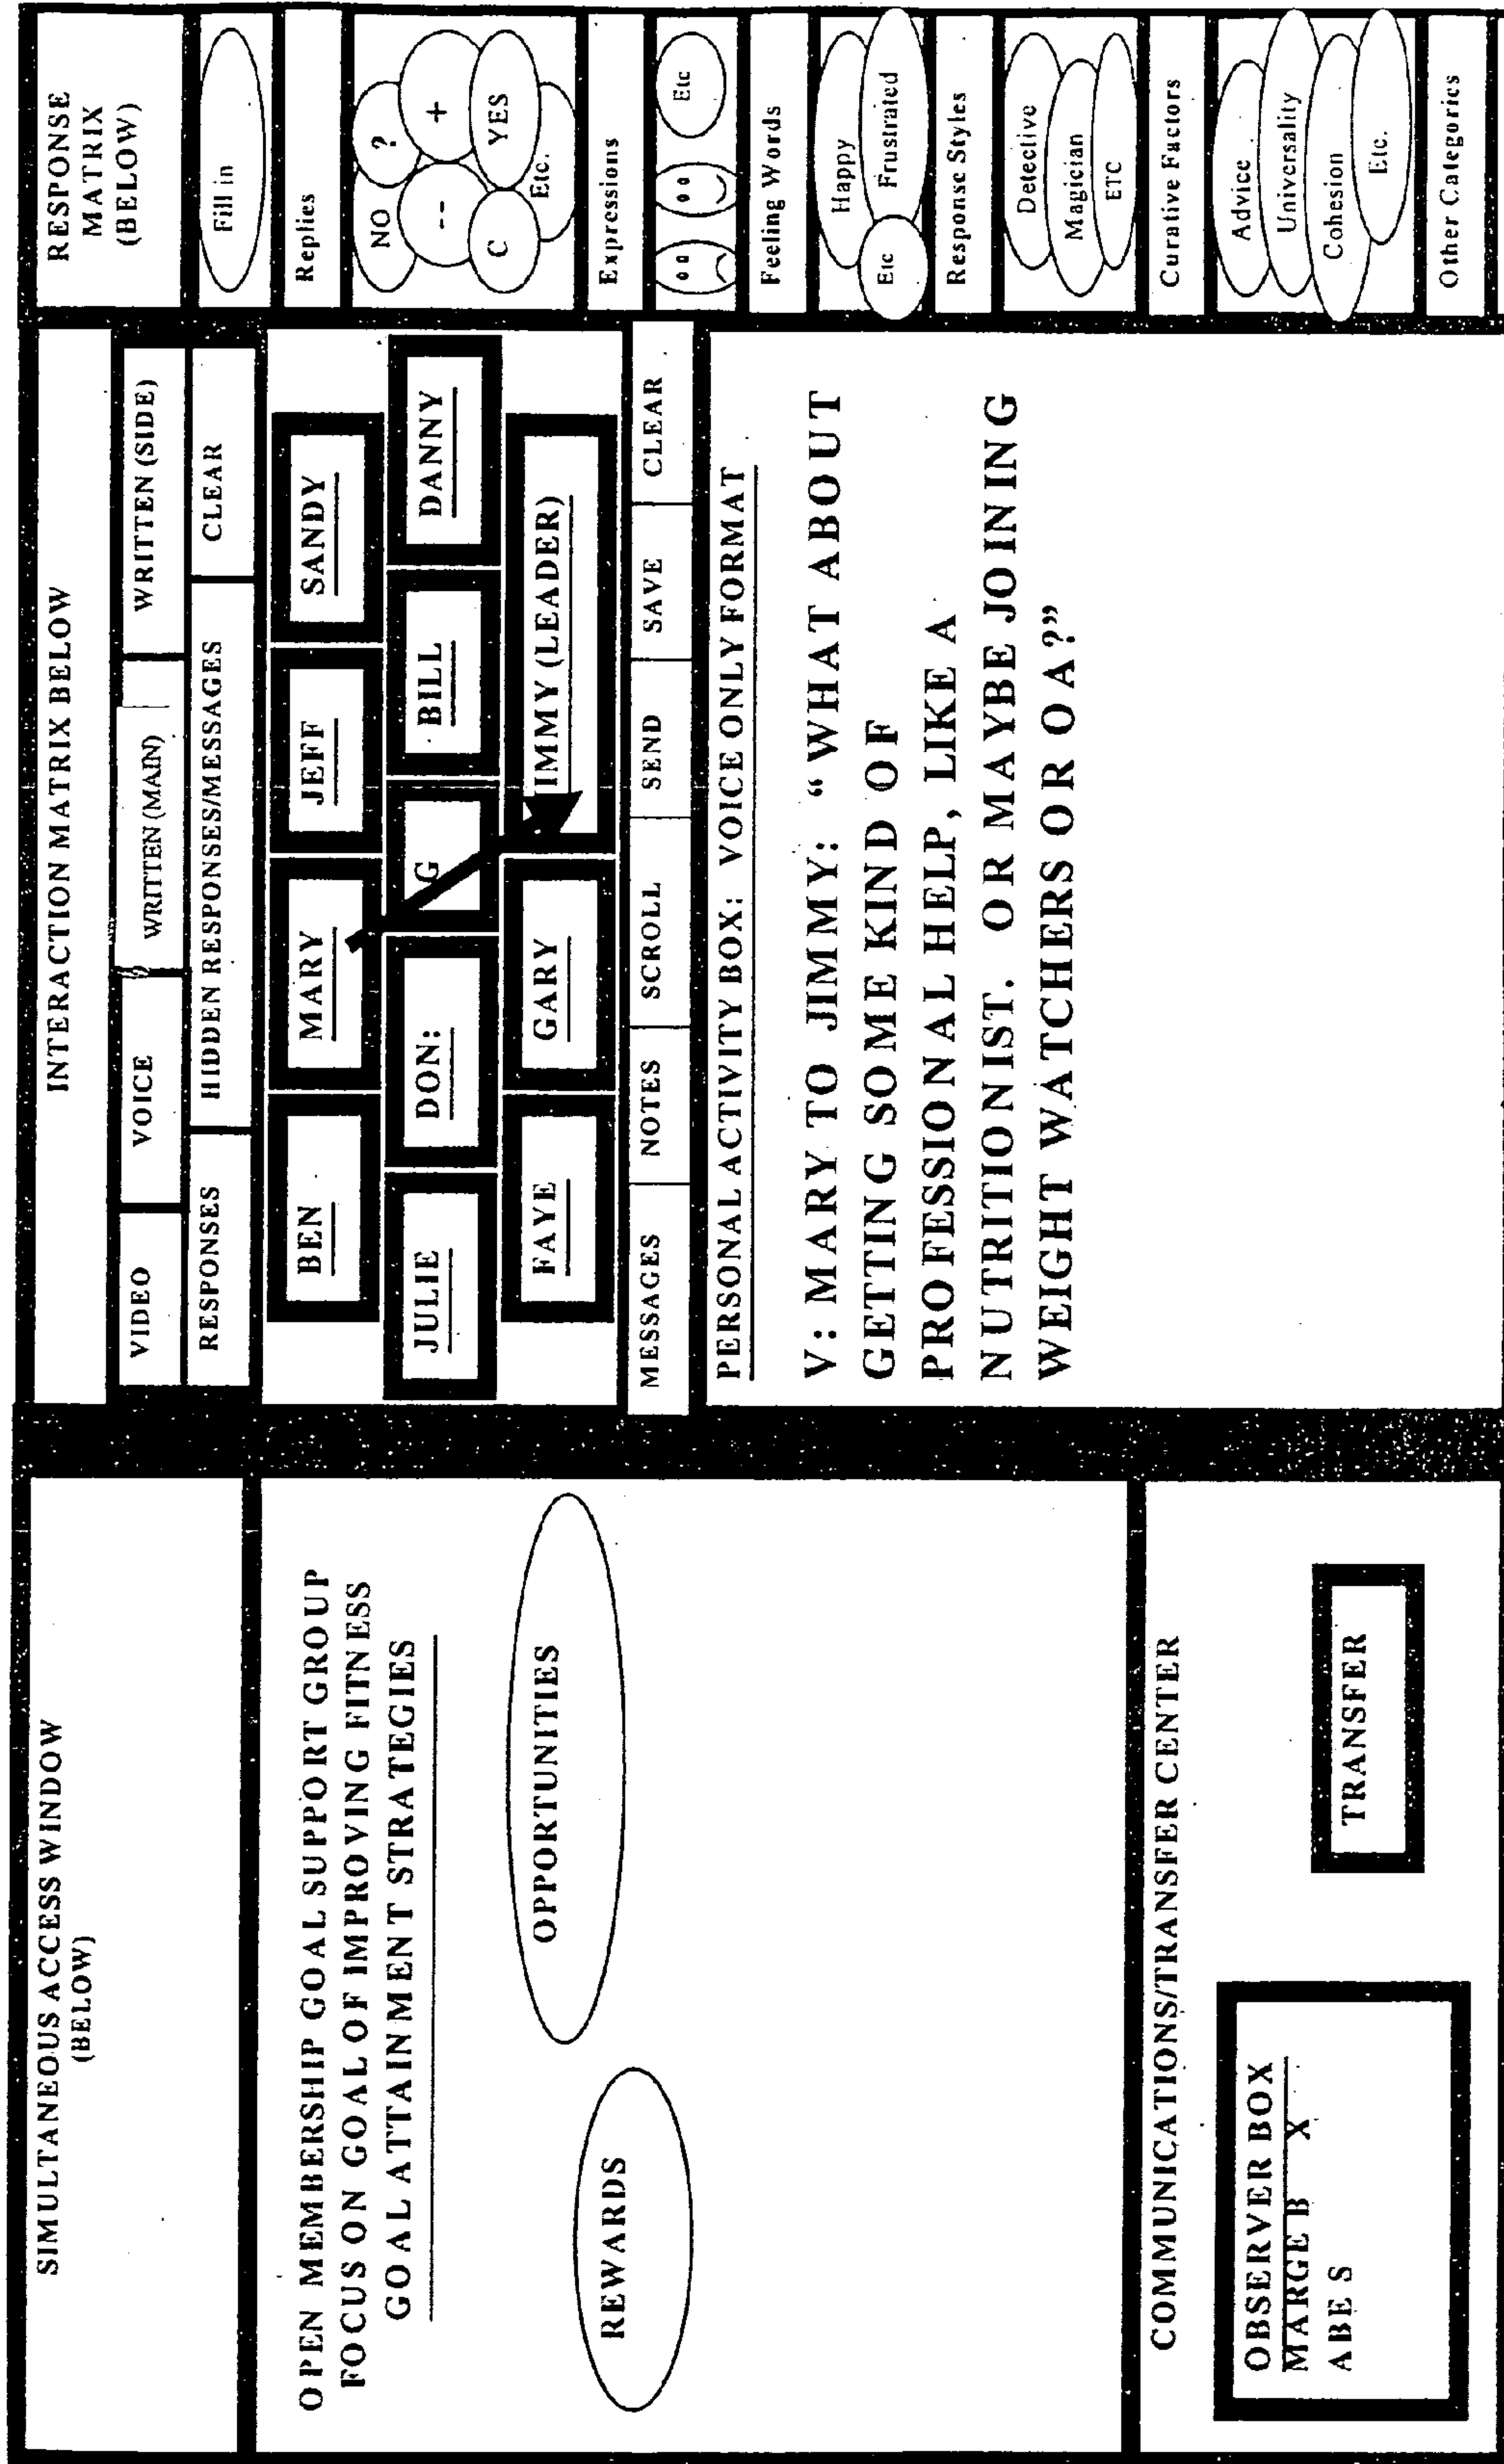 SIMULTANEOUS ACCESS WINDOW
(BELOW)
OPEN MEMBERSHIP GOAL SUPPORT GROUP
FOCUS ON GOAL OF IMPROVING FITNESS
GOAL ATTAINMENT STRATEGIES
REWARDS
OPPORTUNITIES
COMMUNICATIONS/TRANSFER CENTER
OBSERVER BOX
MARGE B X
ABE S
TRANSFER
INTERACTION MATRIX BELOW
VIDEO
VOICE
WRITTEN (MAIN)
WRITTEN (SIDE)
RESPONSES
HIDDEN RESPONSES/MESSAGES
CLEAR
BEN
MARY
JEFF
SANDY
JULIE
DON:
G
BILL
DANNY
FAYE
GARY
IMMY (LEADER)
MESSAGES
NOTES
SCROLL
SEND
SAVE
CLEAR
PERSONAL ACTIVITY BOX: VOICE ONLY FORMAT
V: MARY TO JIMMY: "WHAT ABOUT
GETTING SOME KIND OF
PROFESSIONAL HELP, LIKE A
NUTRITIONIST. OR MAYBE JOINING
WEIGHT WATCHERS OR OA?"
RESPONSE
MATRIX
(BELOW)
Fill in
Replies
NO
?
--
+
C
YES
Etc.
Expressions
Etc
Feeling Words
Happy
Etc
Frustrated
Response Styles
Detective
Magician
ETC
Curative Factors
Advice
Universality
Cohesion
Etc.
Other Categories